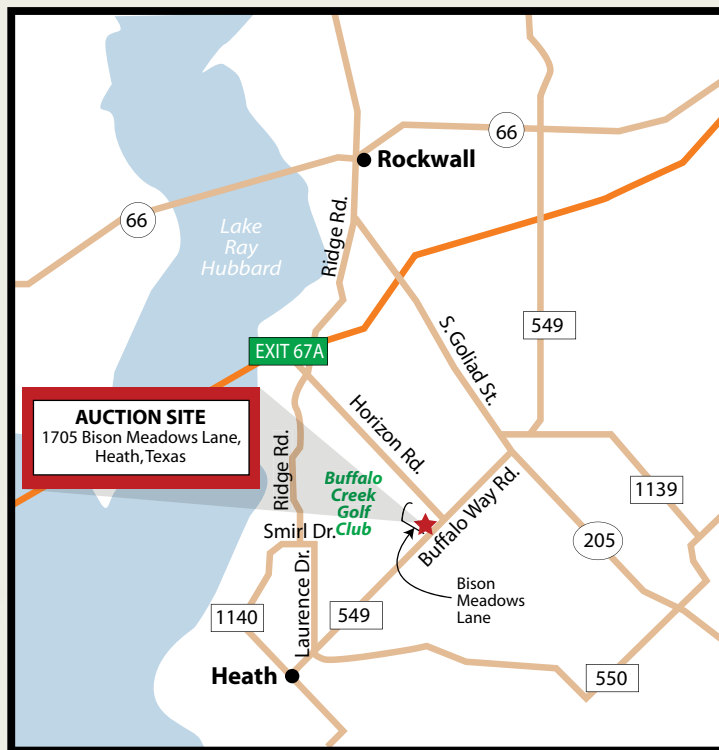 66
Rockwall
66
Lake
Ray
Hubbard
Ridge Rd.
549
S. Goliad St.
EXIT 67A
AUCTION SITE
1705 Bison Meadows Lane,
Heath, Texas
Horizon Rd.
Ridge Rd.
Buffalo
Creek
Golf
Club
1139
Buffalo Way Rd.
Smirl Dr.
205
Laurence Dr.
Bison
Meadows
Lane
1140
549
Heath
550